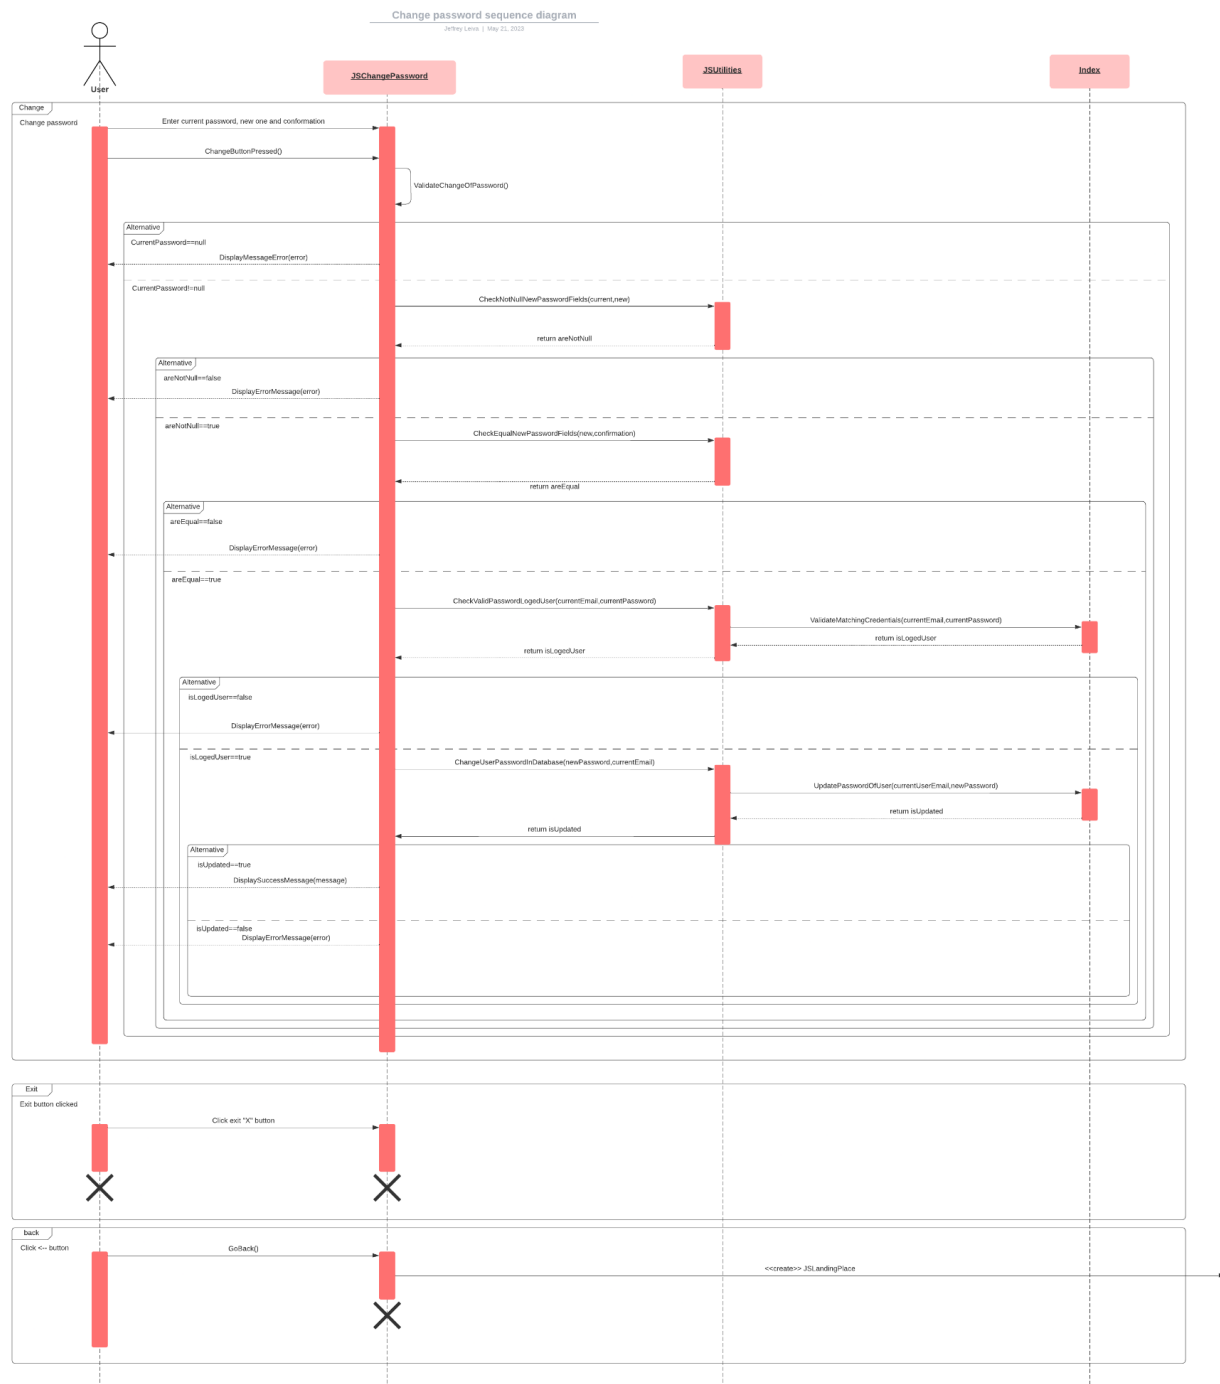 Change password sequence diagram
Jeffrey Lenis | May 21, 2023
User
JSChangePassword
JSUtilities
Index
Change
Change password
Enter current password, new one and conformation
ChangeButtonPressed()
ValidateChangeOfPassword()
Alternative
CurrentPassword==null
DisplayMessageError(error)
CurrentPassword!=null
CheckNotNullNewPasswordFields(current,new)
return areNotNull
Alternative
areNotNull==false
DisplayErrorMessage(error)
areNotNull==true
CheckEqualNewPasswordFields(new,confirmation)
return areEqual
Alternative
areEqual==false
DisplayErrorMessage(error)
areEqual==true
CheckValidPasswordLogedUser(currentEmail,currentPassword)
ValidateMatchingCredentials(currentEmail,currentPassword)
return isLogedUser
return isLogedUser
Alternative
isLogedUser==false
DisplayErrorMessage(error)
isLogedUser==true
ChangeUserPasswordInDatabase(newPassword,currentEmail)
UpdatePasswordOfUser(currentUserEmail,newPassword)
return isUpdated
return isUpdated
Alternative
isUpdated==true
DisplaySuccessMessage(message)
isUpdated==false
DisplayErrorMessage(error)
Exit
Exit button clicked
Click exit "X" button
back
Click <-- button
GoBack()
<<create>> JSLandingPlace